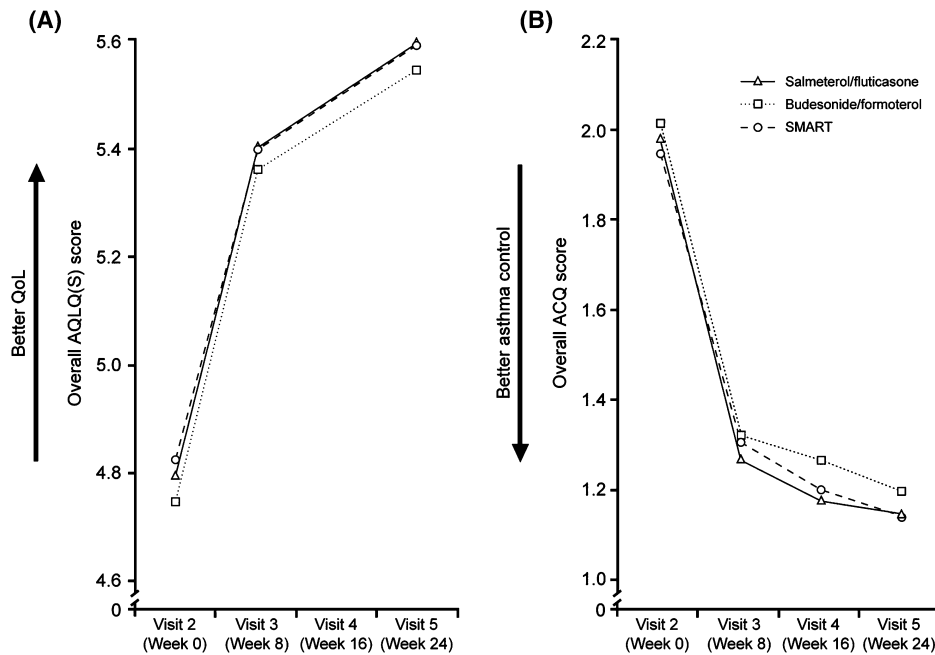 (A)
5.6
5.4
5.2
5.0
4.8
4.6
0
Overall AQLQ(S) score
Better QoL
Visit 2
(Week 0)
Visit 3
(Week 8)
Visit 4
(Week 16)
Visit 5
(Week 24)
(B)
2.2
2.0
1.8
1.6
1.4
1.2
1.0
0
Overall ACQ score
Better asthma control
Salmeterol/fluticasone
Budesonide/formoterol
SMART
Visit 2
(Week 0)
Visit 3
(Week 8)
Visit 4
(Week 16)
Visit 5
(Week 24)